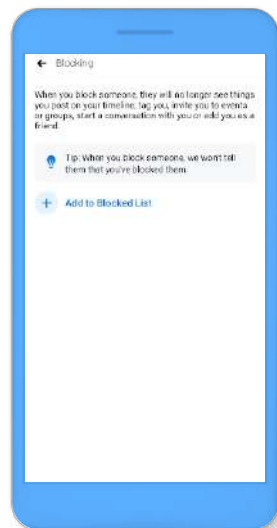 Blocking
When you block someone, they will no longer see things
you post on your timeline, tag you, invite you to events
or groups, start a conversation with you or add you as a
friend.
Tip: When you block someone, we won't tell
them that you've blocked them.
Add to Blocked List